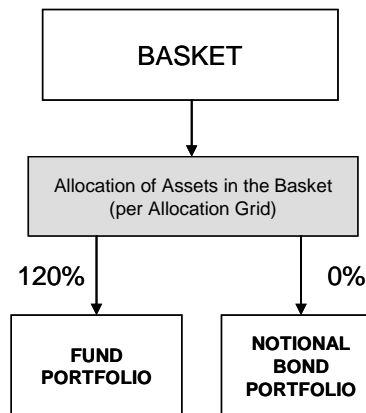 BASKET
Allocation of Assets in the Basket
(per Allocation Grid)
120%
0%
FUND
PORTFOLIO
NOTIONAL
BOND
PORTFOLIO